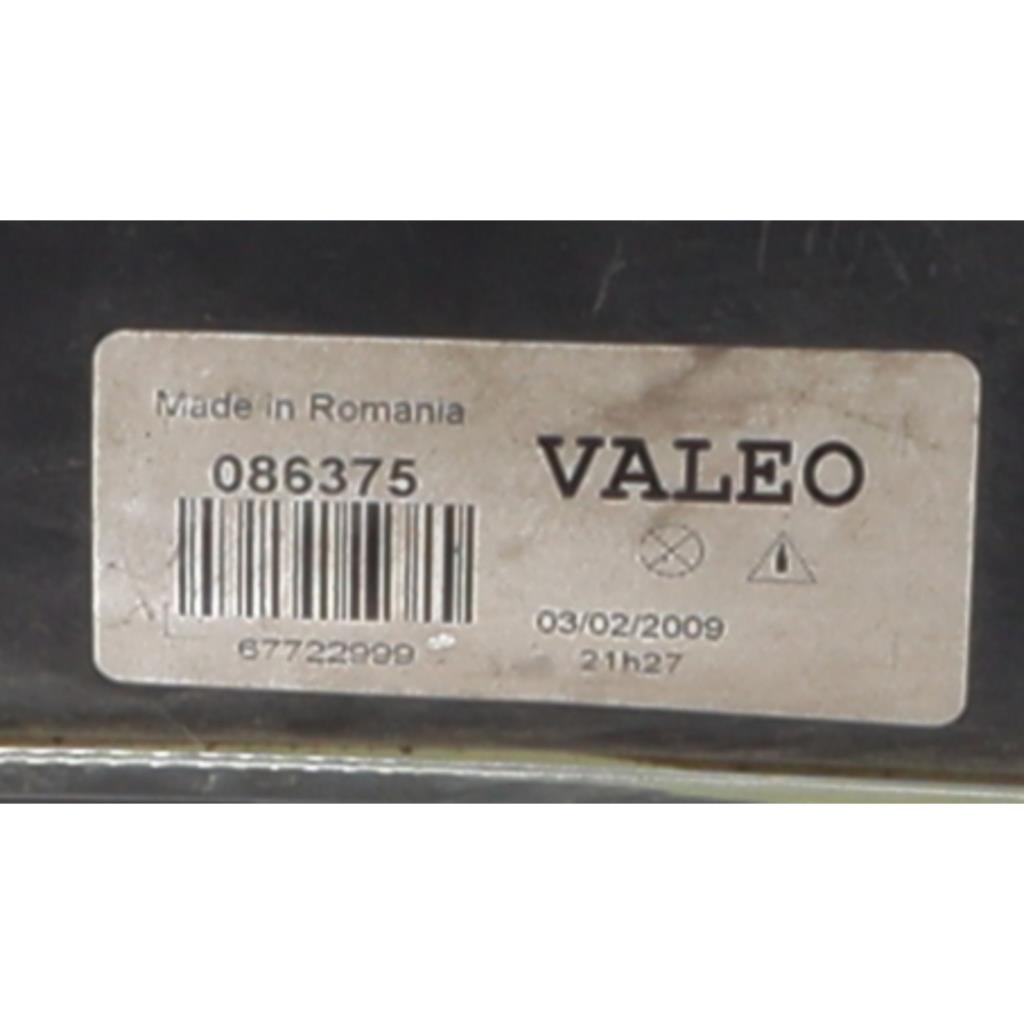 Made in Romania
086375
VALEO
67722999
03/02/2009
21h27